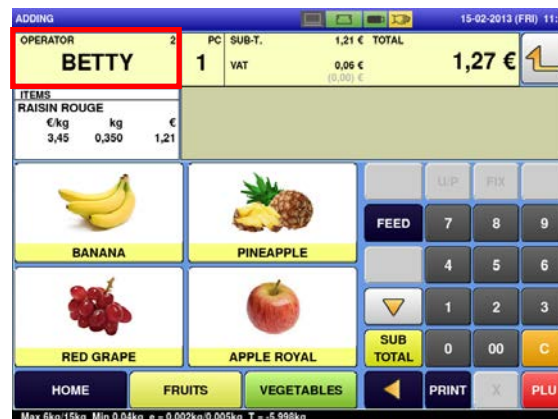 ADDING 15-02-2013 (FRI) 11:
OPERATOR 2 PC SUB-T. 1,21 € TOTAL
BETTY 1 VAT 0,06 € 1,27 €
(0,00) €
ITEMS
RAISIN ROUGE
€/kg kg €
3,45 0,350 1,21
U/P FIX
FEED 7 8 9
BANANA PINEAPPLE
4 5 6
1 2 3
SUB TOTAL 0 00 C
RED GRAPE APPLE ROYAL
HOME FRUITS VEGETABLES PRINT X PLU
Max 6kg/15kg Min 0,04kg e = 0,002kg/0,005kg T = -5,998kg